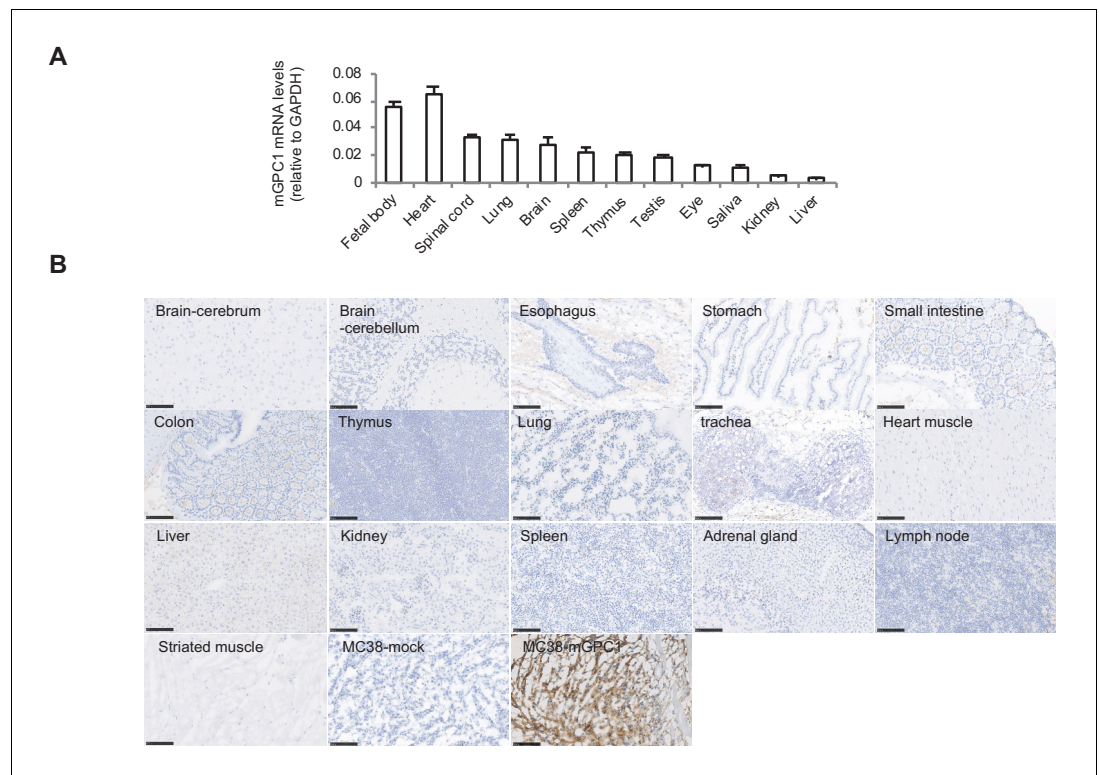 A
mGPC1 mRNA levels
(relative to GAPDH)
0.08
0.06
0.04
0.02
0
Fetal body
Heart
Spinal cord
Lung
Brain
Spleen
Thymus
Testis
Eye
Saliva
Kidney
Liver
B
Brain-cerebrum
Brain
-cerebellum
Esophagus
Stomach
Small intestine
Colon
Thymus
Lung
trachea
Heart muscle
Liver
Kidney
Spleen
Adrenal gland
Lymph node
Striated muscle
MC38-mock
MC38-mGPC1